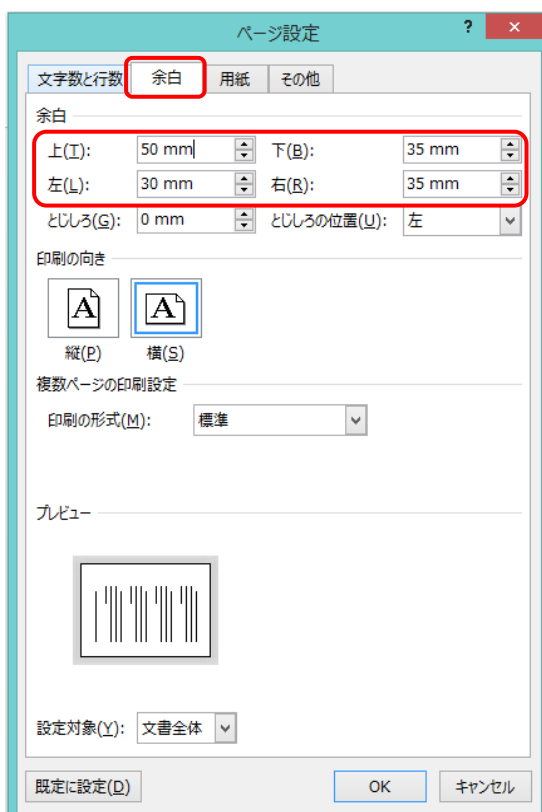 ページ設定 ?
文字数と行数 余白 用紙 その他
余白
上(T): 50 mm 下(B): 35 mm
左(L): 30 mm 右(R): 35 mm
とじしろ(G): 0 mm とじしろの位置(U): 左
印刷の向き
A A
縦(P) 横(S)
複数ページの印刷設定
印刷の形式(M): 標準
プレビュー
設定対象(Y): 文書全体
既定に設定(D) OK キャンセル